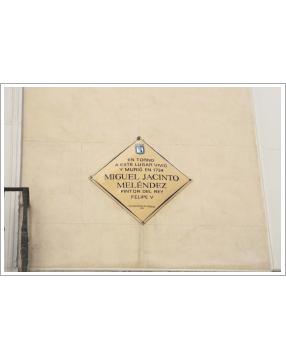 EN TORNO
A ESTE LUGAR VIVIÓ
Y MURIÓ EN 1734
MIGUEL JACINTO
MELÉNDEZ
PINTOR DEL REY
FELIPE V